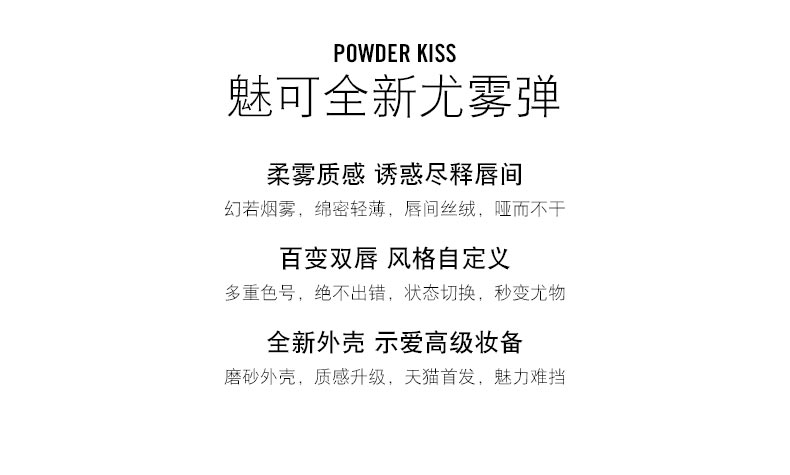 POWDER KISS
魅可全新尤雾弹
柔雾质感 诱惑尽释唇间
幻若烟雾，绵密轻薄，唇间丝绒，哑而不干
百变双唇 风格自定义
多重色号，绝不出错，状态切换，秒变尤物
全新外壳 示爱高级妆备
磨砂外壳，质感升级，天猫首发，魅力难挡